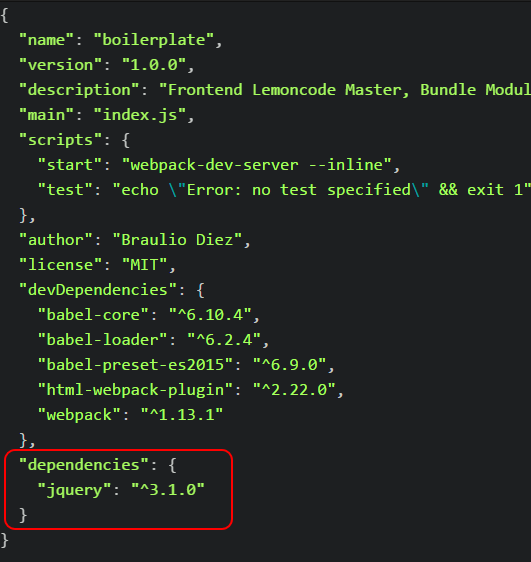 {
  "name": "boilerplate",
  "version": "1.0.0",
  "description": "Frontend Lemoncode Master, Bundle Modul
  "main": "index.js",
  "scripts": {
    "start": "webpack-dev-server --inline",
    "test": "echo \"Error: no test specified\" && exit 1"
  },
  "author": "Braulio Diez",
  "license": "MIT",
  "devDependencies": {
    "babel-core": "^6.10.4",
    "babel-loader": "^6.2.4",
    "babel-preset-es2015": "^6.9.0",
    "html-webpack-plugin": "^2.22.0",
    "webpack": "^1.13.1"
  },
  "dependencies": {
    "jquery": "^3.1.0"
  }
}